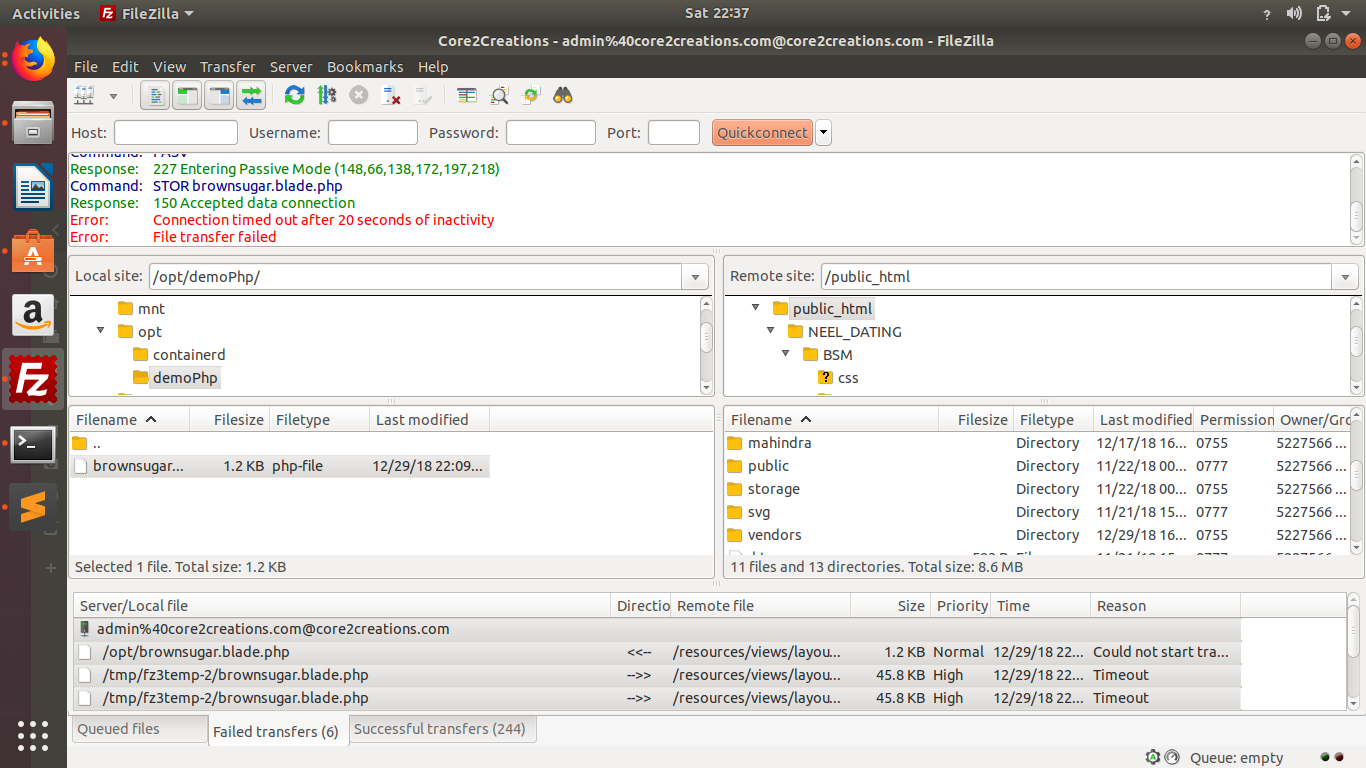 Activities FileZilla Sat 22:37
Core2Creations - admin%40core2creations.com@core2creations.com - FileZilla
File Edit View Transfer Server Bookmarks Help
Host: Username: Password: Port: Quickconnect
Command: PASV
Response: 227 Entering Passive Mode (148,66,138,172,197,218)
Command: STOR brownsugar.blade.php
Response: 150 Accepted data connection
Error: Connection timed out after 20 seconds of inactivity
Error: File transfer failed
Local site: /opt/demoPhp/
mnt
opt
containerd
demoPhp
Remote site: /public_html
public_html
NEEL_DATING
BSM
? css
Filename Filesize Filetype Last modified
..
brownsugar... 1.2 KB php-file 12/29/18 22:09...
Selected 1 file. Total size: 1.2 KB
Filename Filesize Filetype Last modified Permission Owner/Gro
mahindra Directory 12/17/18 16... 0755 5227566 ...
public Directory 11/22/18 00... 0777 5227566 ...
storage Directory 11/22/18 00... 0755 5227566 ...
svg Directory 11/21/18 15... 0777 5227566 ...
vendors Directory 12/29/18 16... 0755 5227566 ...
11 files and 13 directories. Total size: 8.6 MB
Server/Local file Directio Remote file Size Priority Time Reason
admin%40core2creations.com@core2creations.com
/opt/brownsugar.blade.php <<-- /resources/views/layou... 1.2 KB Normal 12/29/18 22... Could not start tra...
/tmp/fz3temp-2/brownsugar.blade.php -->> /resources/views/layou... 45.8 KB High 12/29/18 22... Timeout
/tmp/fz3temp-2/brownsugar.blade.php -->> /resources/views/layou... 45.8 KB High 12/29/18 22... Timeout
Queued files Failed transfers (6) Successful transfers (244)
Queue: empty